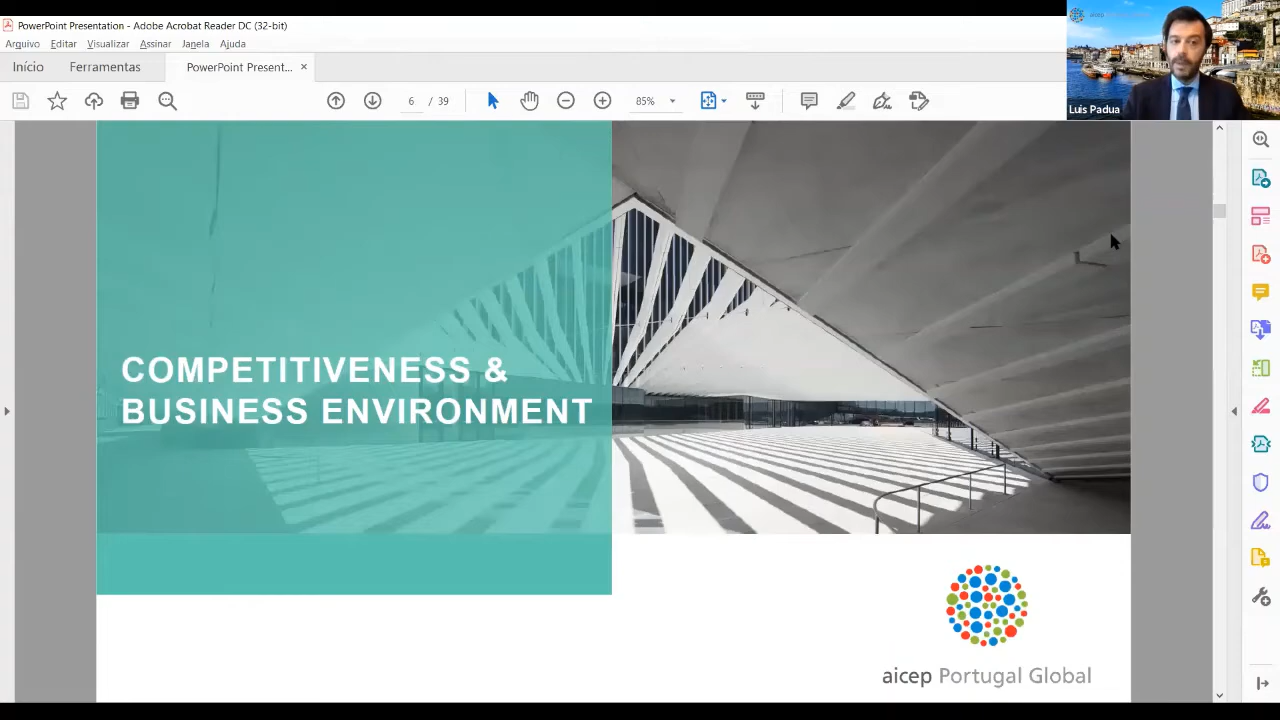 PowerPoint Presentation - Adobe Acrobat Reader DC (32-bit)
Arquivo Editar Visualizar Assinar Janela Ajuda
Início Ferramentas PowerPoint Present... ×
6 / 39 85%
Luis Padua
COMPETITIVENESS &
BUSINESS ENVIRONMENT
aicep Portugal Global